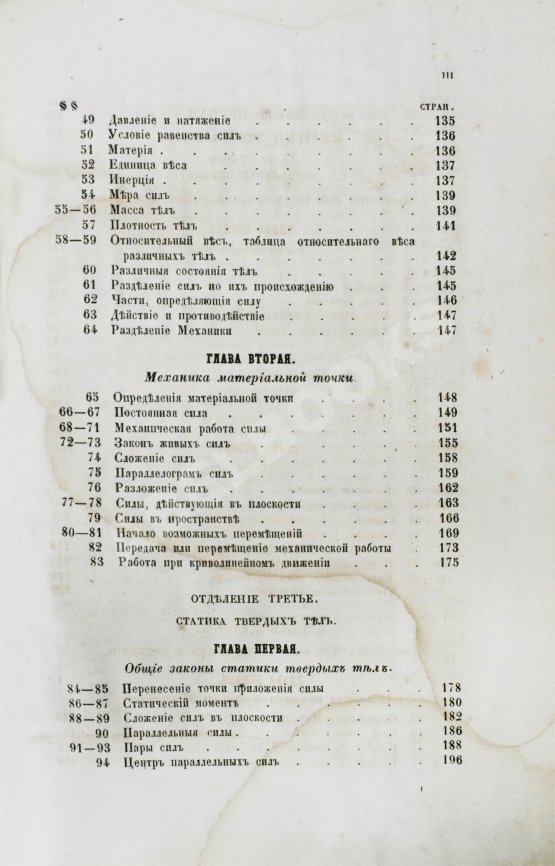 III
§ § СТРАН.
49 Давленіе и натяженіе . . . . . . 135
50 Условіе равенства силъ . . . . . . 136
51 Матерія . . . . . . . . 136
52 Единица вѣса . . . . . . . 137
53 Инерція . . . . . . . . 137
54 Мѣра силъ . . . . . . . . 139
55—56 Масса тѣлъ . . . . . . . 139
57 Плотность тѣлъ . . . . . . . 141
58—59 Относительный вѣсъ, таблица относительнаго вѣса
различныхъ тѣлъ . . . . . . . 142
60 Различныя состоянія тѣлъ . . . . . 145
61 Раздѣленіе силъ по ихъ происхожденію . . . 145
62 Части, опредѣляющія силу . . . . . 146
63 Дѣйствіе и противодѣйствіе . . . . . 147
64 Раздѣленіе Механики . . . . . . 147
ГЛАВА ВТОРАЯ.
Механика матеріальной точки.
65 Опредѣленія матеріальной точки . . . . 148
66—67 Постоянная сила . . . . . . . 149
68—71 Механическая работа силы . . . . . 151
72—73 Законъ живыхъ силъ . . . . . . 155
74 Сложеніе силъ . . . . . . . 158
75 Параллелограмъ силъ . . . . . . 159
76 Разложеніе силъ . . . . . . . 162
77—78 Силы, дѣйствующія въ плоскости . . . . 163
79 Силы въ пространствѣ . . . . . . 166
80—81 Начало возможныхъ перемѣщеній . . . . 169
82 Передача или перемѣщеніе механической работы . . 173
83 Работа при криволинейномъ движеніи . . . . 175
ОТДѢЛЕНІЕ ТРЕТЬЕ.
СТАТИКА ТВЕРДЫХЪ ТѢЛЪ.
ГЛАВА ПЕРВАЯ.
Общіе законы статики твердыхъ тѣлъ.
84—85 Перенесеніе точки приложенія силы . . . 178
86—87 Статическій моментъ . . . . . . 180
88—89 Сложеніе силъ въ плоскости . . . . . 182
90 Параллельныя силы . . . . . . . 186
91—93 Пары силъ . . . . . . . . 188
94 Центръ параллельныхъ силъ . . . . . 196